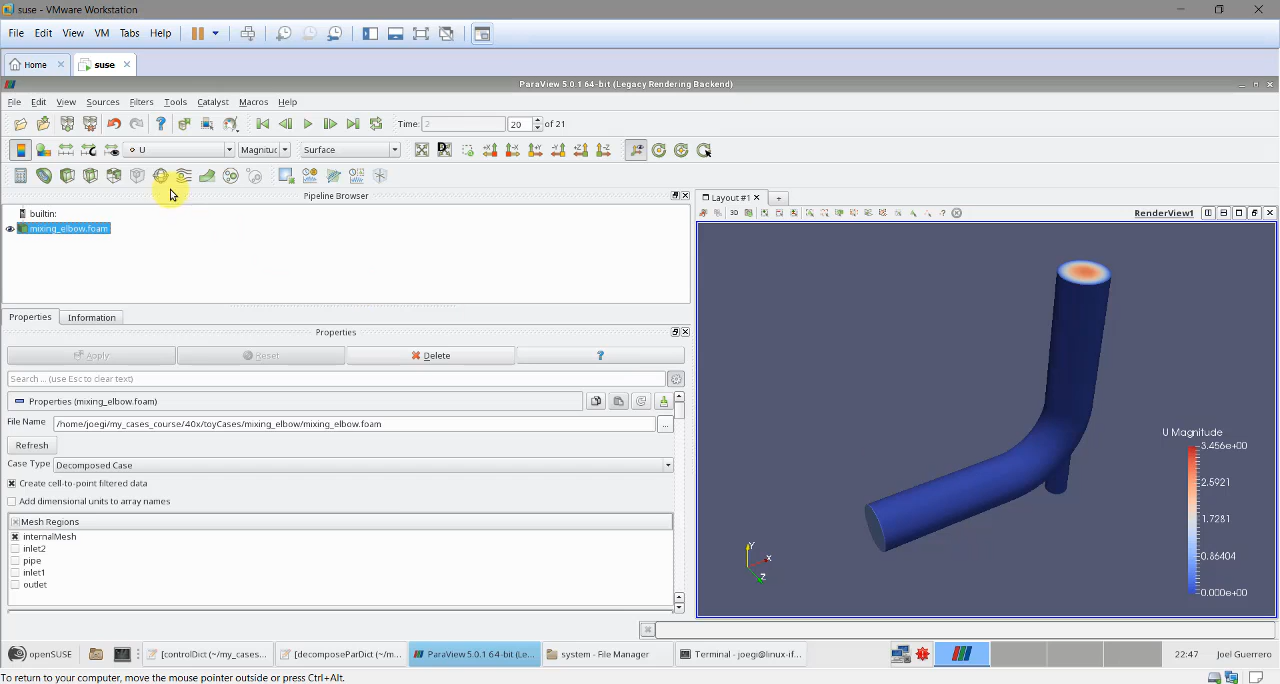 suse - VMware Workstation
File Edit View VM Tabs Help
Home suse
ParaView 5.0.1 64-bit (Legacy Rendering Backend)
File Edit View Sources Filters Tools Catalyst Macros Help
Time: 2 20 of 21
U Magnituc Surface
Pipeline Browser
builtin:
mixing_elbow.foam
Layout #1
3D RenderView1
Properties Information
Properties
Apply Reset Delete ?
Search ... (use Esc to clear text)
Properties (mixing_elbow.foam)
File Name /home/joegi/my_cases_course/40x/toyCases/mixing_elbow/mixing_elbow.foam ...
Refresh
Case Type Decomposed Case
Create cell-to-point filtered data
Add dimensional units to array names
Mesh Regions
internalMesh
inlet2
pipe
inlet1
outlet
U Magnitude
3.456e+00
2.5921
1.7281
0.86404
0.000e+00
Y
X
Z
openSUSE [controlDict (~/my_cases... [decomposeParDict (~/m... ParaView 5.0.1 64-bit (Le... system - File Manager Terminal - joegi@linux-if... 22:47 Joel Guerrero
To return to your computer, move the mouse pointer outside or press Ctrl+Alt.